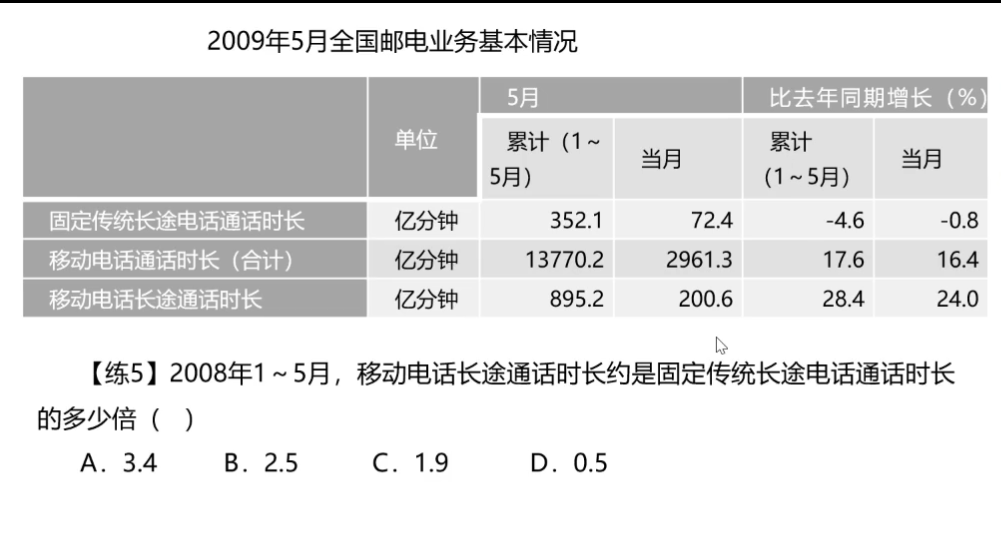 2009年5月全国邮电业务基本情况
单位
5月
比去年同期增长（%）
累计（1～
5月）
当月
累计
（1～5月）
当月
固定传统长途电话通话时长 亿分钟 352.1 72.4 -4.6 -0.8
移动电话通话时长（合计） 亿分钟 13770.2 2961.3 17.6 16.4
移动电话长途通话时长 亿分钟 895.2 200.6 28.4 24.0
【练5】2008年1～5月，移动电话长途通话时长约是固定传统长途电话通话时长
的多少倍（ ）
A．3.4 B．2.5 C．1.9 D．0.5